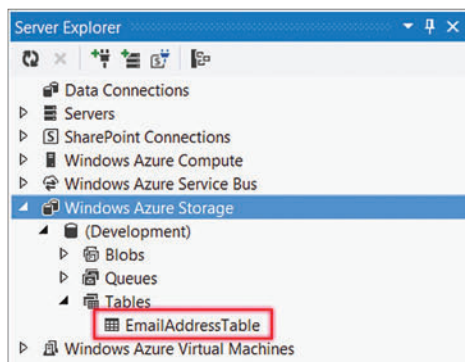 Server Explorer
Data Connections
Servers
SharePoint Connections
Windows Azure Compute
Windows Azure Service Bus
Windows Azure Storage
(Development)
Blobs
Queues
Tables
EmailAddressTable
Windows Azure Virtual Machines